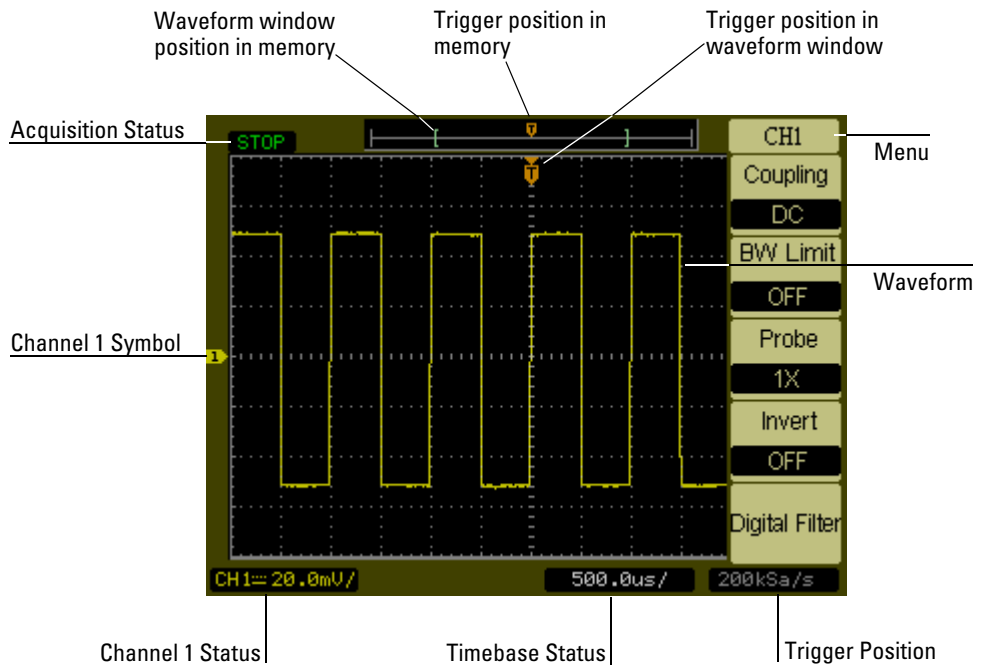 Waveform window
position in memory
Trigger position in
memory
Trigger position in
waveform window
Acquisition Status
STOP
T
T
CH1
Menu
Coupling
DC
BW Limit
OFF
Waveform
Channel 1 Symbol
1
Probe
1X
Invert
OFF
Digital Filter
CH1⎓20.0mV/
500.0us/
200kSa/s
Channel 1 Status
Timebase Status
Trigger Position